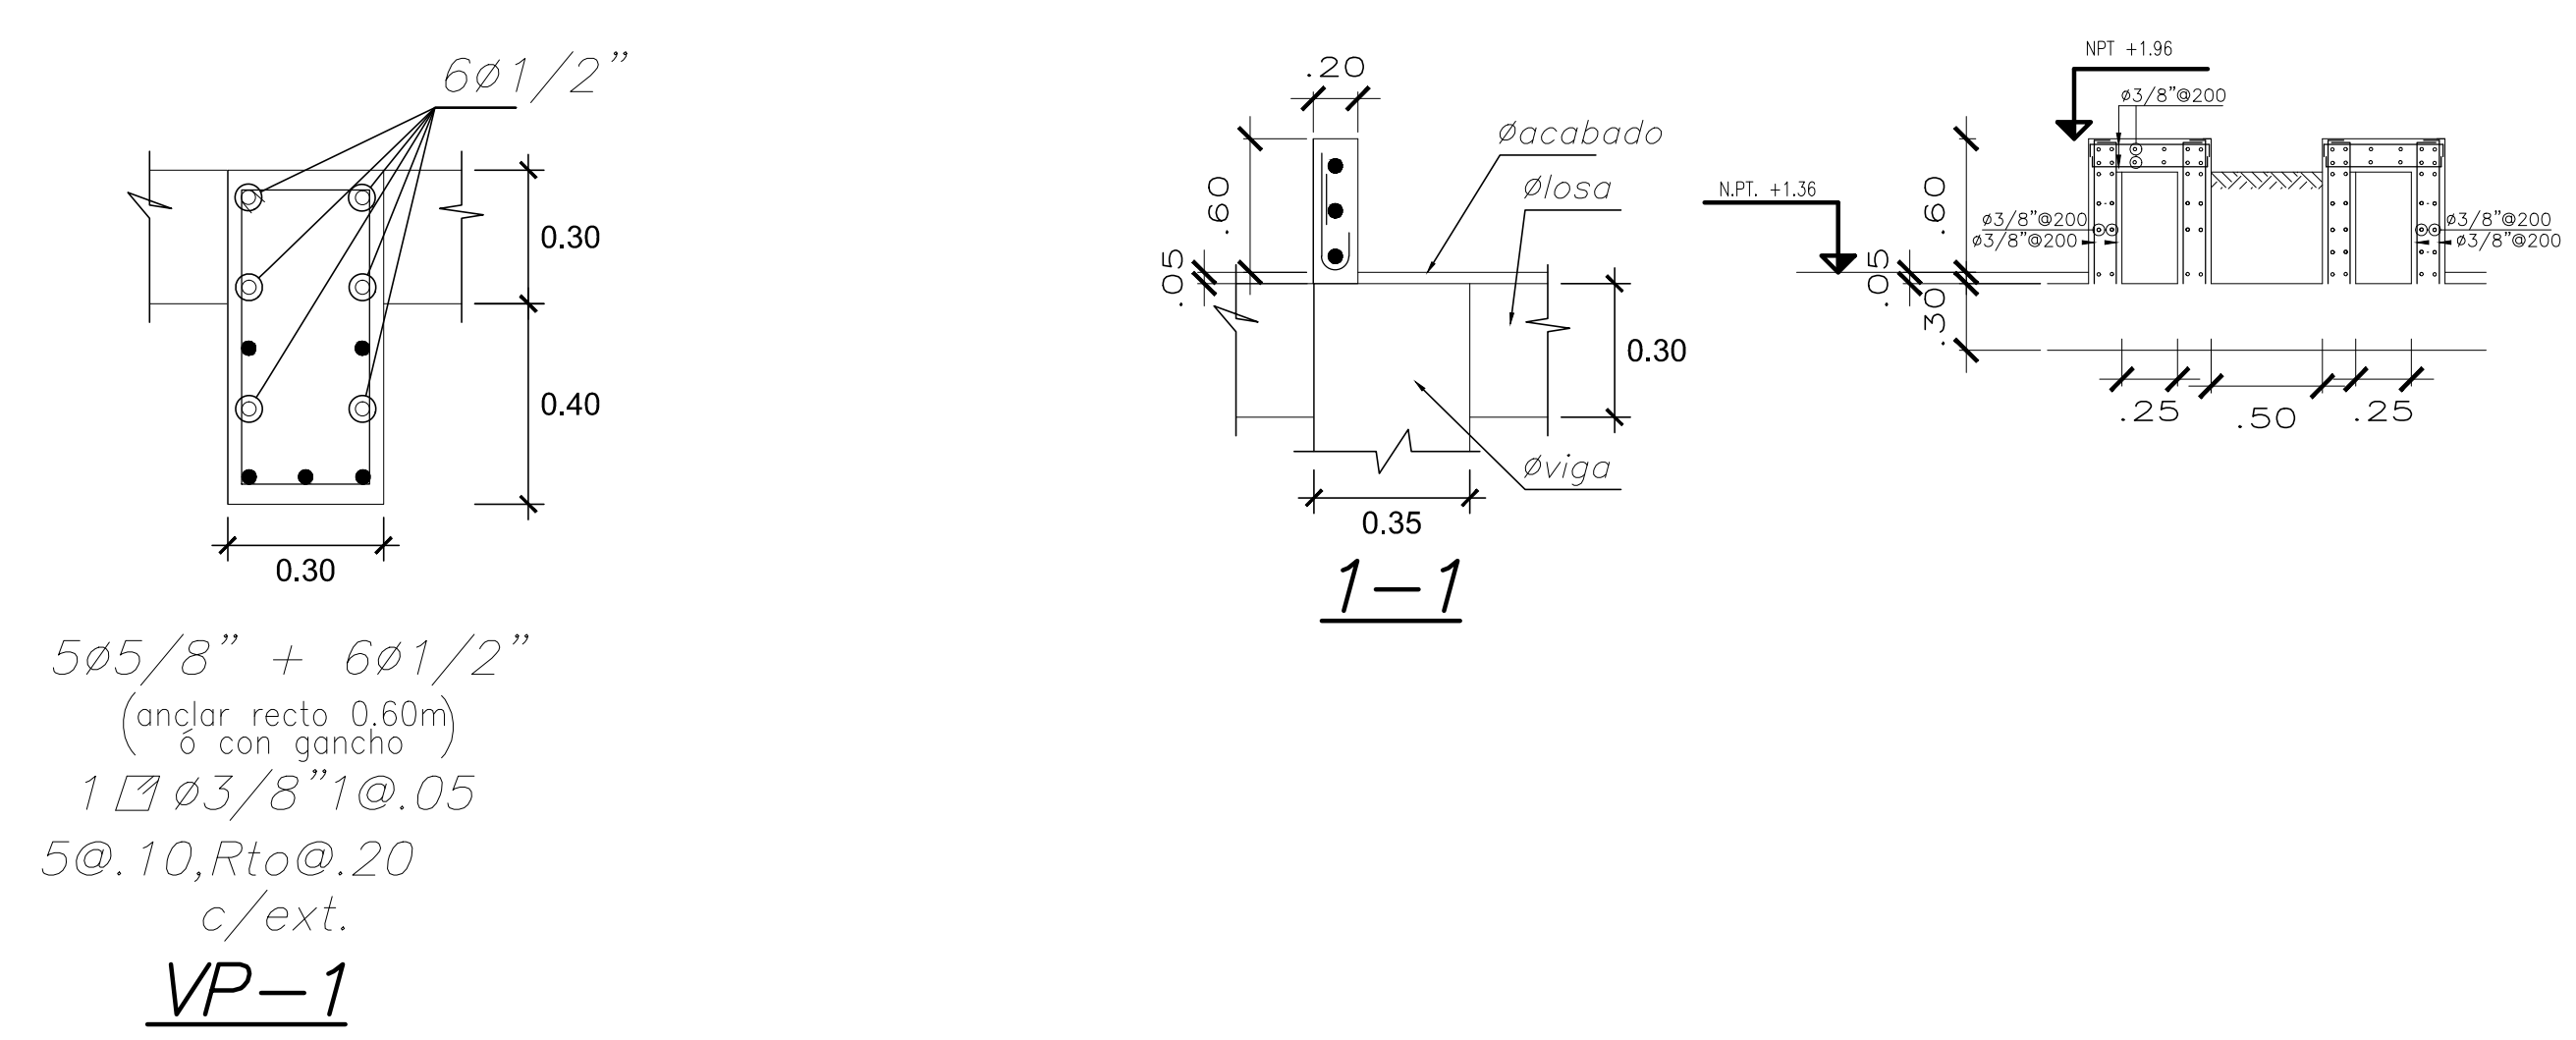 6ø1/2"
0.30
0.40
0.30
5ø5/8" + 6ø1/2"
(anclar recto 0.60m)
ó con gancho
1 ø3/8"1@.05
5@.10,Rto@.20
c/ext.
VP-1
.20
.60
.05
Øacabado
Ølosa
0.30
Øviga
0.35
1-1
NPT +1.96
ø3/8"@200
N.PT. +1.36
.60
.05
.30
ø3/8"@200
ø3/8"@200
ø3/8"@200
ø3/8"@200
.25
.50
.25